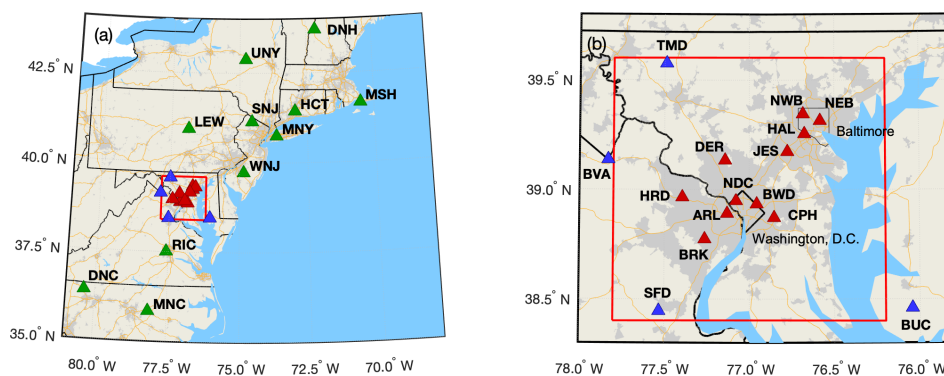 (a)
DNH
UNY
42.5° N
MSH
SNJ
HCT
LEW
MNY
40.0° N
WNJ
37.5° N
RIC
DNC
MNC
35.0° N
80.0° W 77.5° W 75.0° W 72.5° W 70.0° W
(b)
TMD
39.5° N
NWB
NEB
HAL
Baltimore
DER
JES
BVA
39.0° N
HRD
NDC
BWD
ARL
CPH
Washington, D.C.
BRK
SFD
38.5° N
BUC
78.0° W 77.5° W 77.0° W 76.5° W 76.0° W